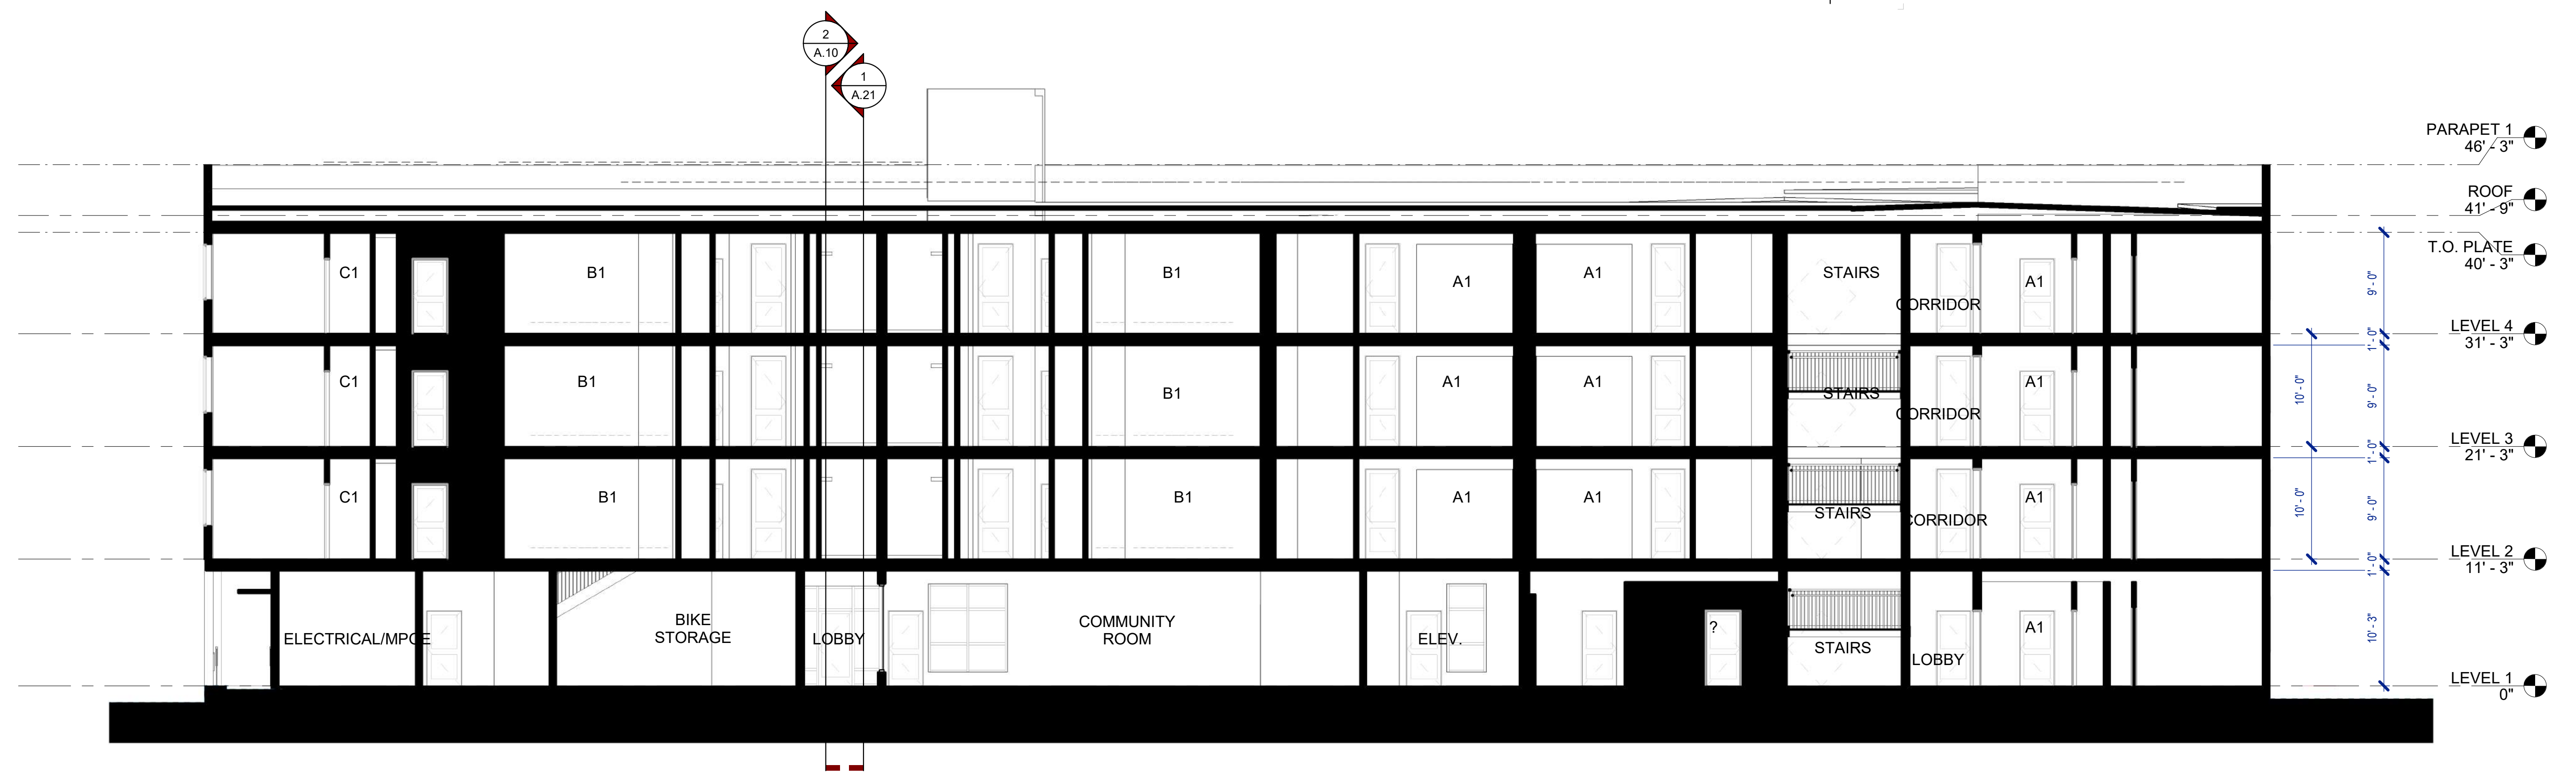 2
A.10
1
A.21
PARAPET 1
46' - 3"
ROOF
41' - 9"
T.O. PLATE
40' - 3"
C1
B1
B1
A1
A1
STAIRS
CORRIDOR
A1
9' - 0"
LEVEL 4
31' - 3"
1' - 0"
C1
B1
B1
A1
A1
STAIRS
CORRIDOR
A1
10' - 0"
9' - 0"
LEVEL 3
21' - 3"
1' - 0"
C1
B1
B1
A1
A1
STAIRS
CORRIDOR
A1
10' - 0"
9' - 0"
LEVEL 2
11' - 3"
1' - 0"
ELECTRICAL/MPOE
BIKE
STORAGE
LOBBY
COMMUNITY
ROOM
ELEV.
?
STAIRS
LOBBY
A1
10' - 3"
LEVEL 1
0"